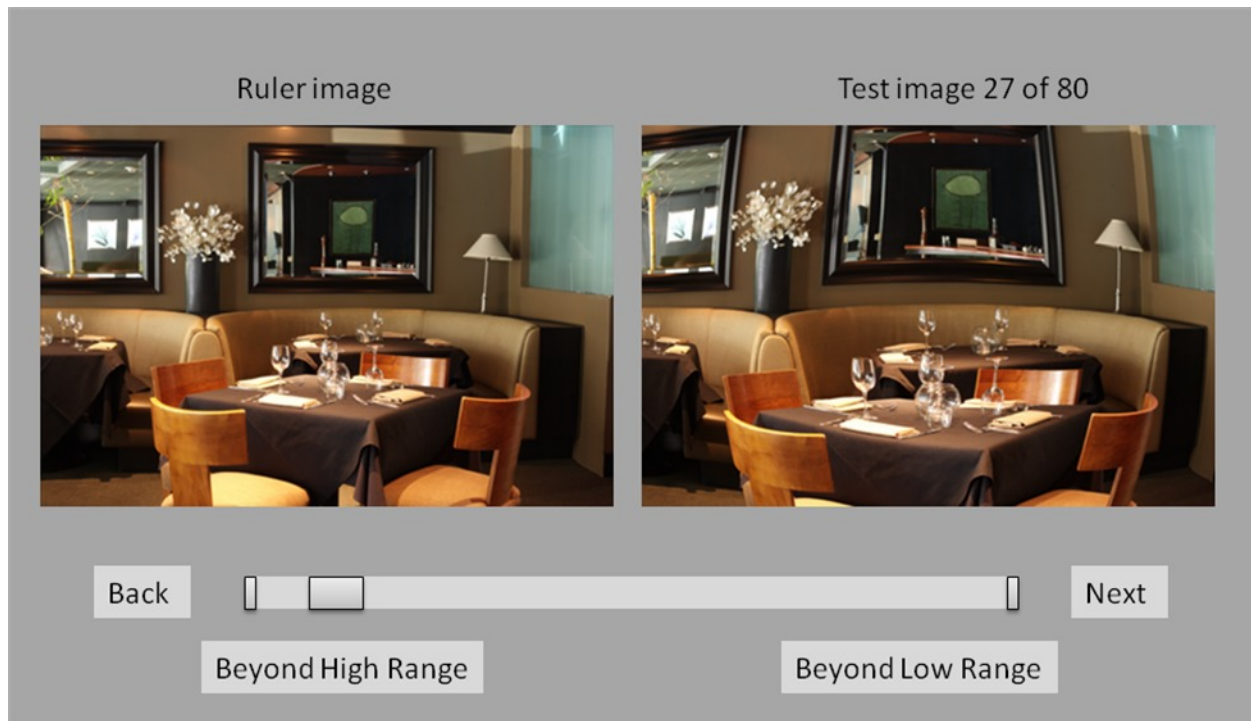 Ruler image
Test image 27 of 80
Back
Next
Beyond High Range
Beyond Low Range